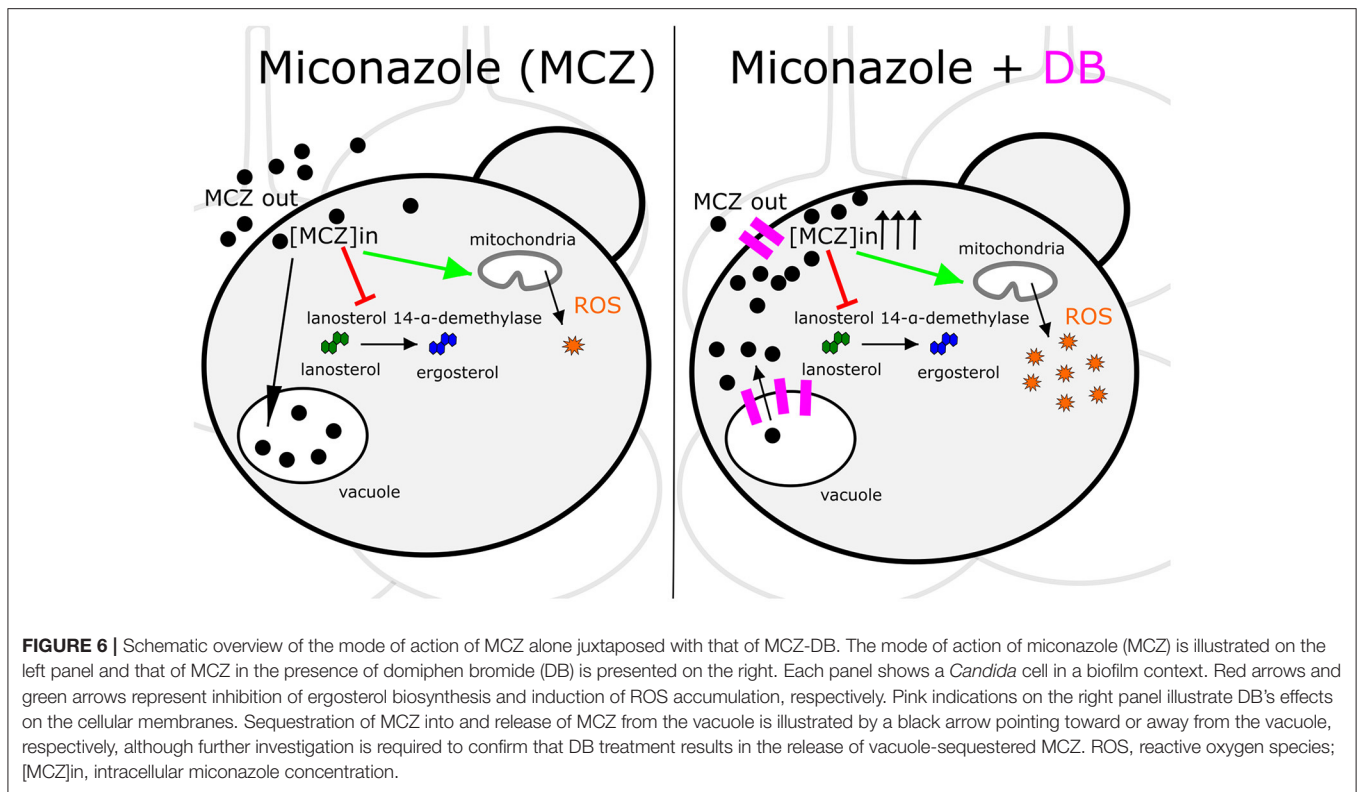 Miconazole (MCZ)
MCZ out
[MCZ]in
mitochondria
ROS
lanosterol 14-α-demethylase
lanosterol
ergosterol
vacuole
Miconazole + DB
MCZ out
[MCZ]in
mitochondria
ROS
lanosterol 14-α-demethylase
lanosterol
ergosterol
vacuole
FIGURE 6 | Schematic overview of the mode of action of MCZ alone juxtaposed with that of MCZ-DB. The mode of action of miconazole (MCZ) is illustrated on the
left panel and that of MCZ in the presence of domiphen bromide (DB) is presented on the right. Each panel shows a Candida cell in a biofilm context. Red arrows and
green arrows represent inhibition of ergosterol biosynthesis and induction of ROS accumulation, respectively. Pink indications on the right panel illustrate DB's effects
on the cellular membranes. Sequestration of MCZ into and release of MCZ from the vacuole is illustrated by a black arrow pointing toward or away from the vacuole,
respectively, although further investigation is required to confirm that DB treatment results in the release of vacuole-sequestered MCZ. ROS, reactive oxygen species;
[MCZ]in, intracellular miconazole concentration.